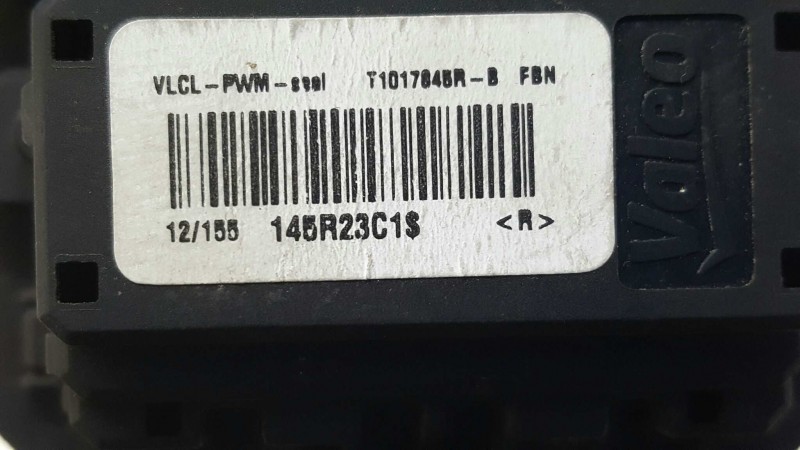 VLCL-PWM-seal T1017845R-B FBN
12/155 145R23C1$ <R>
Valeo